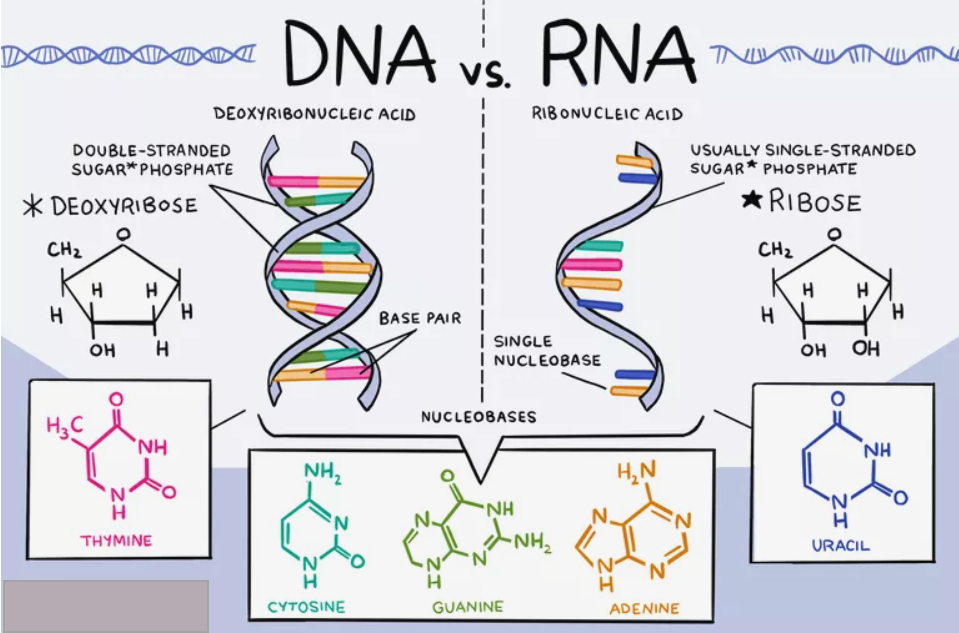 DNA vs. RNA
DEOXYRIBONUCLEIC ACID
DOUBLE-STRANDED
SUGAR* PHOSPHATE
* DEOXYRIBOSE
O
CH₂
H
H
H
H
OH
H
BASE PAIR
RIBONUCLEIC ACID
USUALLY SINGLE-STRANDED
SUGAR★ PHOSPHATE
★ RIBOSE
O
CH₂
H
H
H
H
OH
OH
SINGLE
NUCLEOBASE
NUCLEOBASES
O
H₃C
NH
N
H
O
THYMINE
NH₂
N
N
H
O
CYTOSINE
O
N
NH
N
H
N
NH₂
GUANINE
H₂N
N
N
N
H
N
ADENINE
O
NH
N
H
O
URACIL